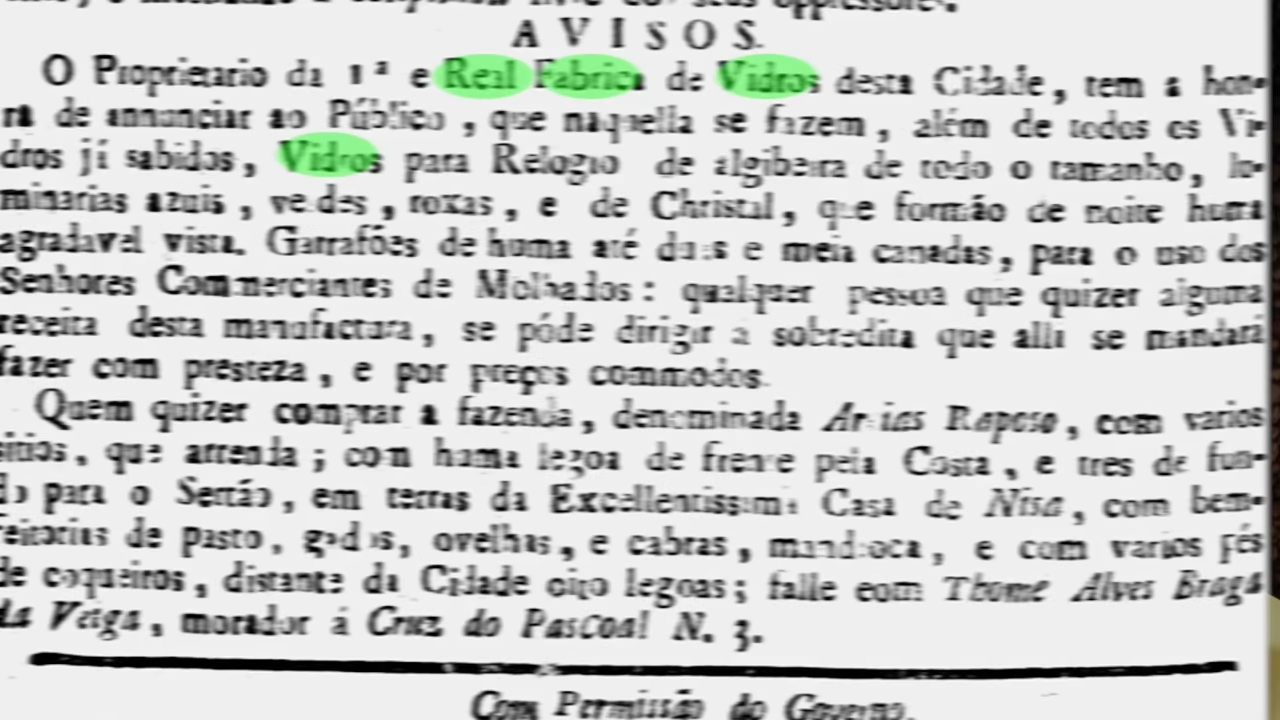 seus oppressores.
AVISOS.
O Proprietario da 1ª e Real Fabrica de Vidros desta Cidade, tem a hon-
ra de annunciar ao Público, que naquella se fazem, além de todos os Vi-
dros já sabidos, Vidros para Relogio de algibeira de todo o tamanho, lu-
minarias azuis, verdes, roxas, e de Christal, que formão de noite huma
agradavel vista. Garrafões de huma até duas e meia canadas, para o uso dos
Senhores Commerciantes de Molhados: qualquer pessoa que quizer alguma
receita desta manufactura, se póde dirigir á sobredita que alli se mandará
fazer com presteza, e por preços commodos.
Quem quizer comprar a fazenda, denominada Arêas Raposo, com varios
sitios, que arrenda; com huma legoa de frente pela Costa, e tres de fun-
do para o Sertão, em terras da Excellentissima Casa de Nisa, com bem-
feitorias de pasto, gados, ovelhas, e cabras, mandioca, e com varios pés
de coqueiros, distante da Cidade oito legoas; falle com Thomé Alves Braga
da Veiga, morador á Cruz do Pascoal N. 3.
Com Permissão do Governo.